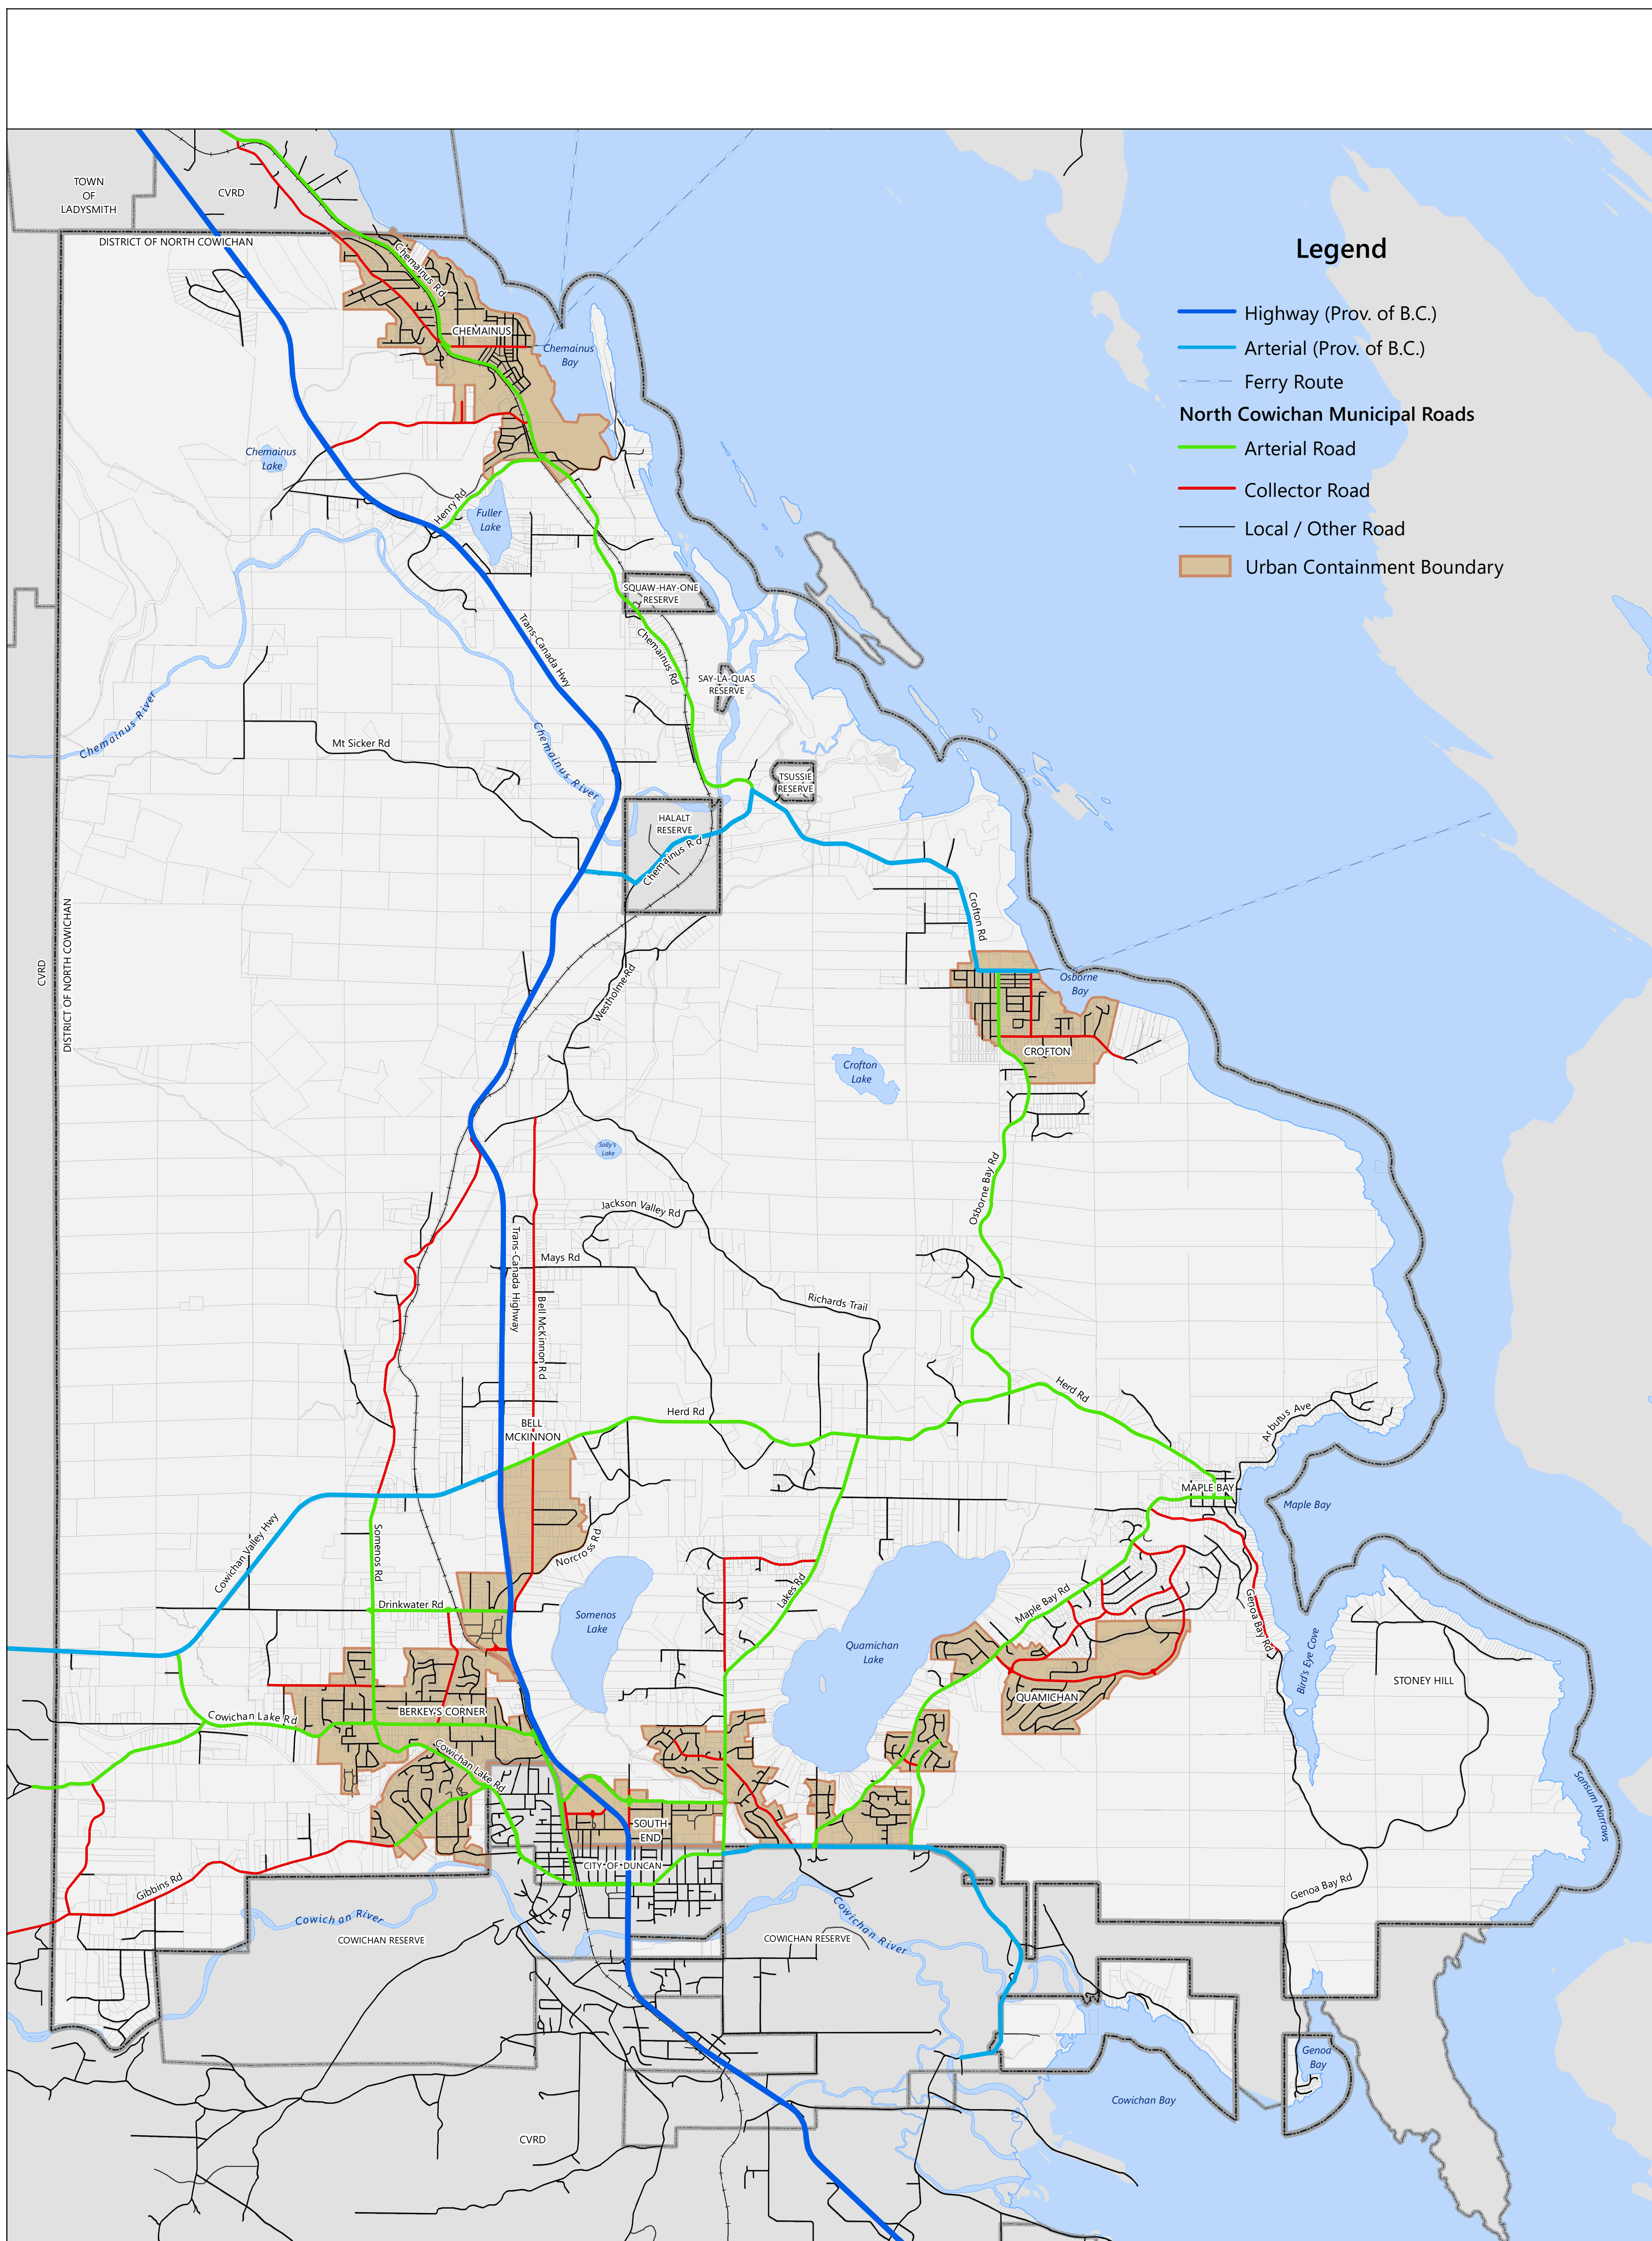 TOWN
OF
LADYSMITH
CVRD
DISTRICT OF NORTH COWICHAN
Chemainus Rd
CHEMAINUS
Chemainus
Bay
Legend
Highway (Prov. of B.C.)
Arterial (Prov. of B.C.)
Ferry Route
North Cowichan Municipal Roads
Arterial Road
Collector Road
Local / Other Road
Urban Containment Boundary
Chemainus
Lake
Henry Rd
Fuller
Lake
SQUAW-HAY-ONE
RESERVE
Trans-Canada Hwy
Chemainus Rd
SAY-LA-QUAS
RESERVE
Chemainus River
Mt Sicker Rd
Chemainus River
TSUSSIE
RESERVE
HALALT
RESERVE
Chemainus Rd
Crofton Rd
CVRD
DISTRICT OF NORTH COWICHAN
Westholme Rd
Osborne
Bay
CROFTON
Crofton
Lake
Solly's
Lake
Osborne Bay Rd
Jackson Valley Rd
Trans-Canada Highway
Mays Rd
Bell McKinnon Rd
Richards Trail
Herd Rd
Herd Rd
Arbutus Ave
BELL
MCKINNON
MAPLE BAY
Maple Bay
Cowichan Valley Hwy
Somenos Rd
Norcross Rd
Drinkwater Rd
Somenos
Lake
Lakes Rd
Maple Bay Rd
Genoa Bay Rd
Quamichan
Lake
Bird's Eye Cove
STONEY HILL
QUAMICHAN
BERKEY'S CORNER
Cowichan Lake Rd
Cowichan Lake Rd
Sansum Narrows
SOUTH
END
CITY OF DUNCAN
Gibbins Rd
Genoa Bay Rd
Cowichan River
Cowichan River
COWICHAN RESERVE
COWICHAN RESERVE
Genoa
Bay
Cowichan Bay
CVRD